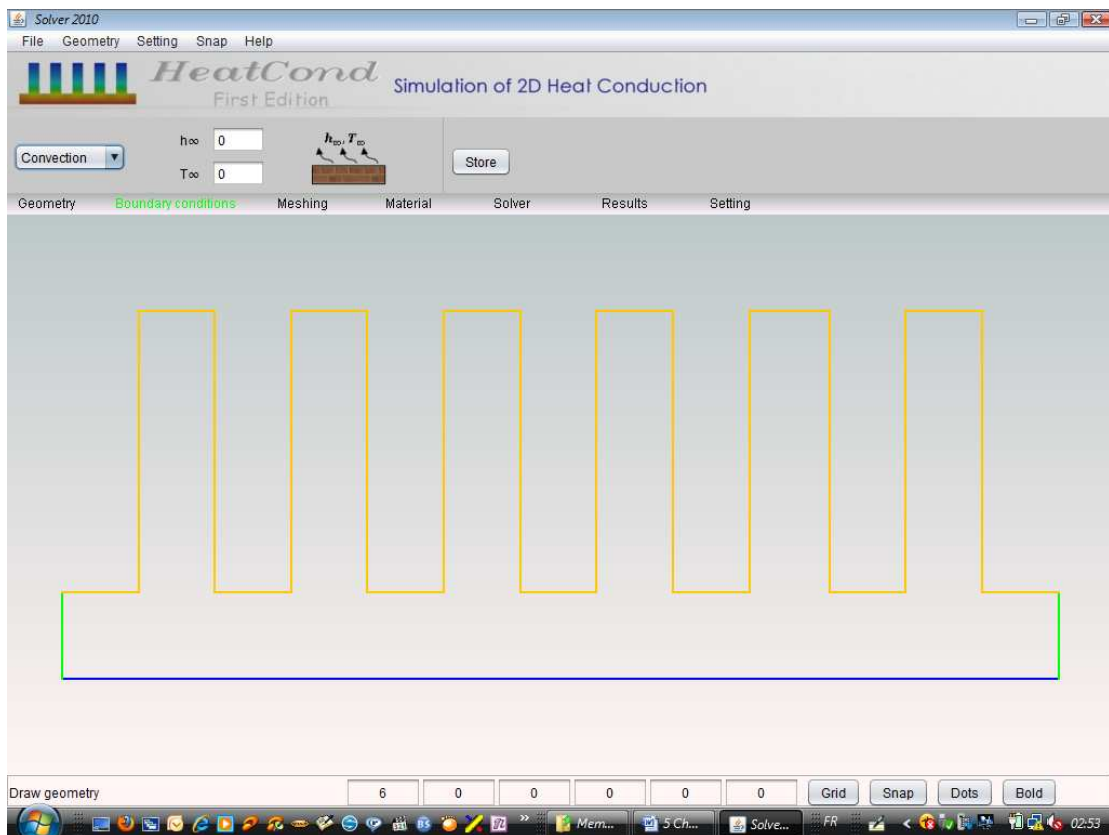 Solver 2010
File Geometry Setting Snap Help
HeatCond
First Edition
Simulation of 2D Heat Conduction
Convection
h∞ 0
T∞ 0
h∞, T∞
Store
Geometry Boundary conditions Meshing Material Solver Results Setting
Draw geometry 6 0 0 0 0 0 Grid Snap Dots Bold
» Mem... 5 Ch... Solve... FR < 02:53